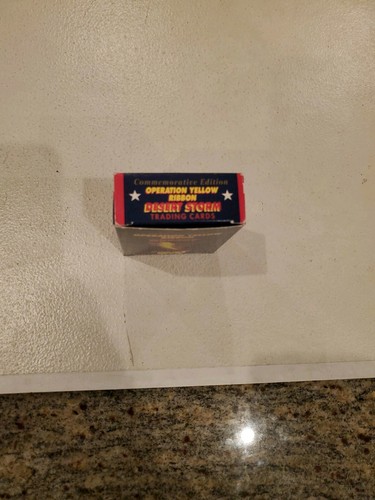 Commemorative Edition
OPERATION YELLOW
RIBBON
DESERT STORM
TRADING CARDS